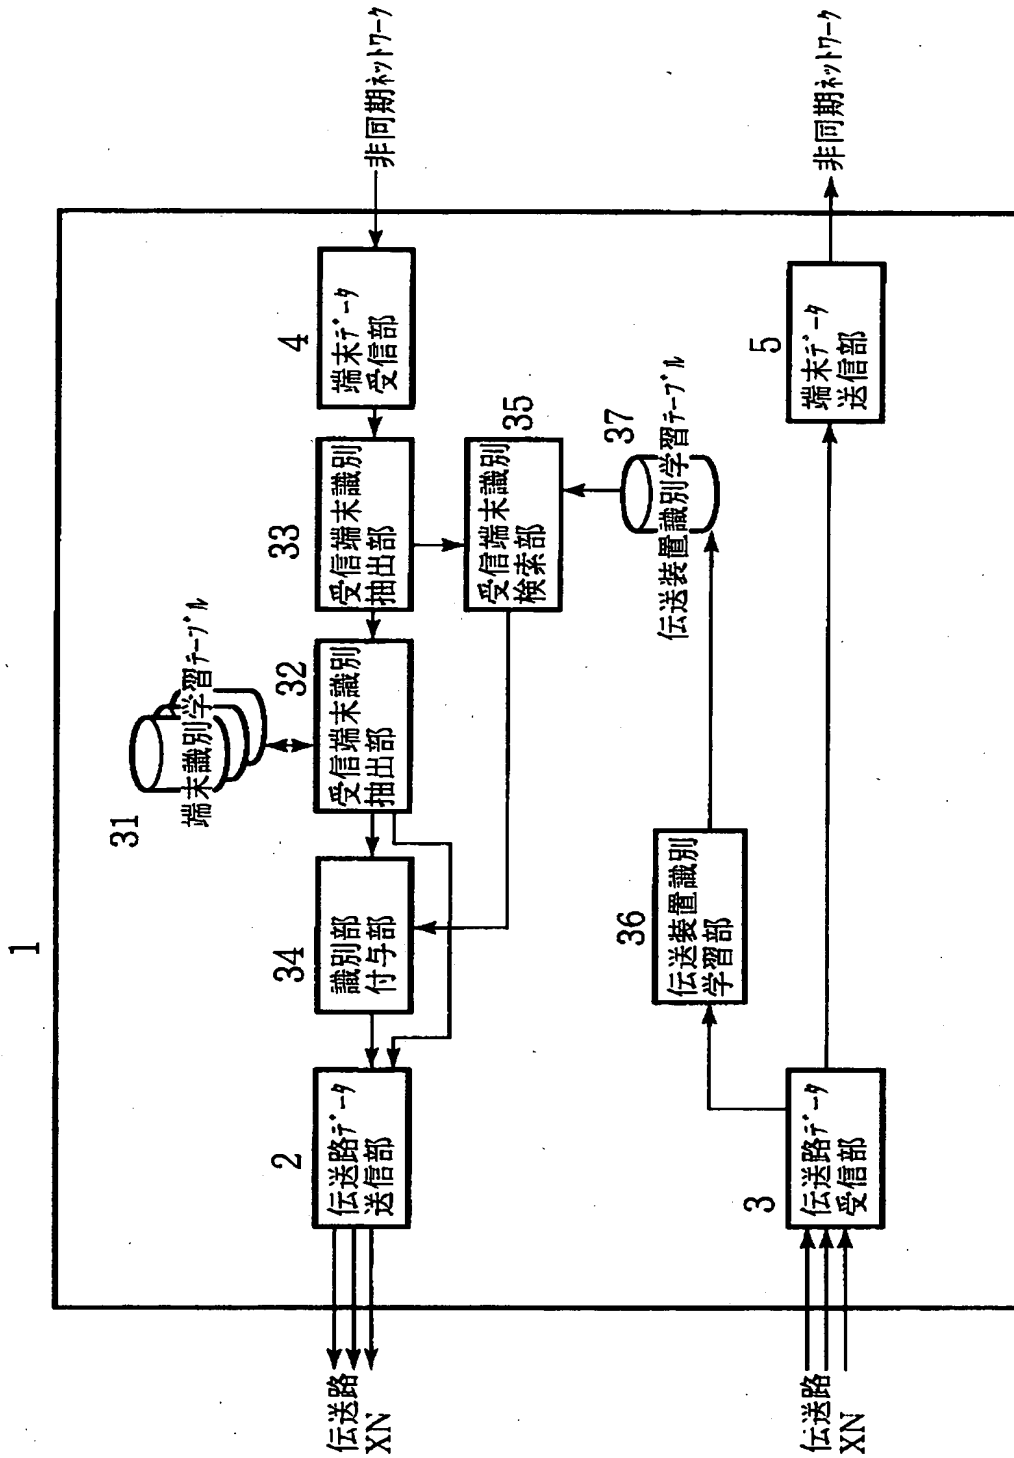 1
31
端末識別学習テーブル
伝送路
XN
2
伝送路データ
送信部
34
識別部
付与部
32
受信端末識別
抽出部
33
受信端末識別
抽出部
4
端末データ
受信部
非同期ネットワーク
35
受信端末識別
検索部
37
伝送装置識別学習テーブル
36
伝送装置識別
学習部
伝送路
XN
3
伝送路データ
受信部
5
端末データ
送信部
非同期ネットワーク